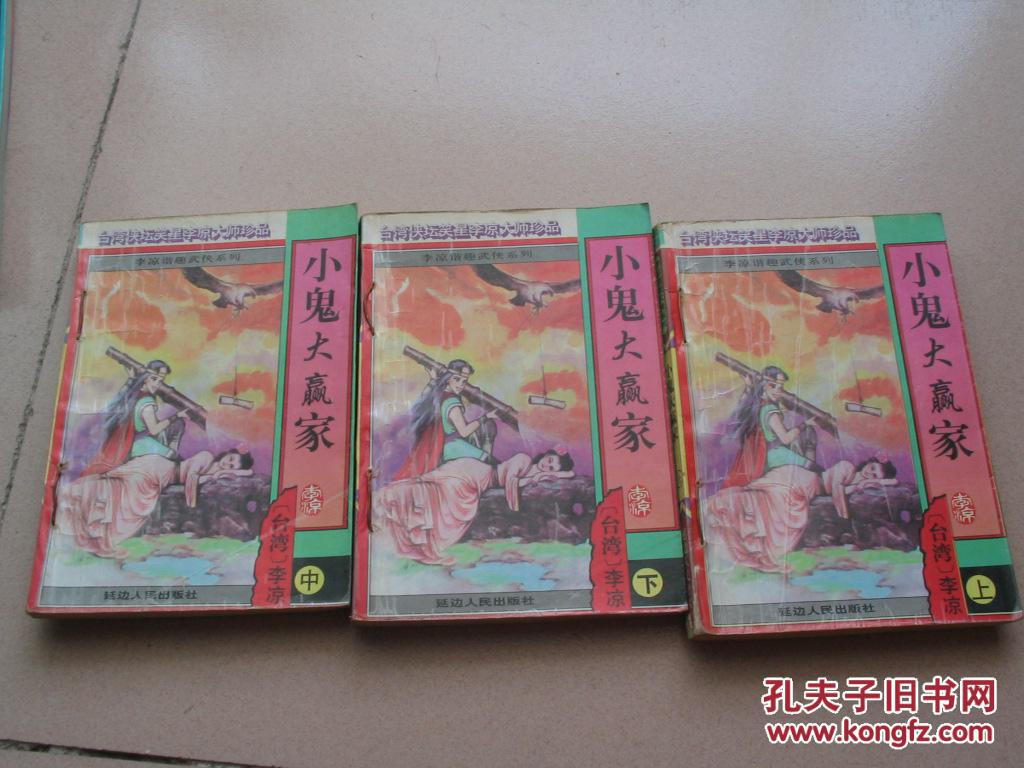 台湾侠坛笑星李凉大师珍品
李凉谐趣武侠系列
小鬼大赢家
李凉
〔台湾〕李凉
中
延边人民出版社
台湾侠坛笑星李凉大师珍品
李凉谐趣武侠系列
小鬼大赢家
李凉
〔台湾〕李凉
下
延边人民出版社
台湾侠坛笑星李凉大师珍品
李凉谐趣武侠系列
小鬼大赢家
李凉
〔台湾〕李凉
上
延边人民出版社
孔夫子旧书网
www.kongfz.com